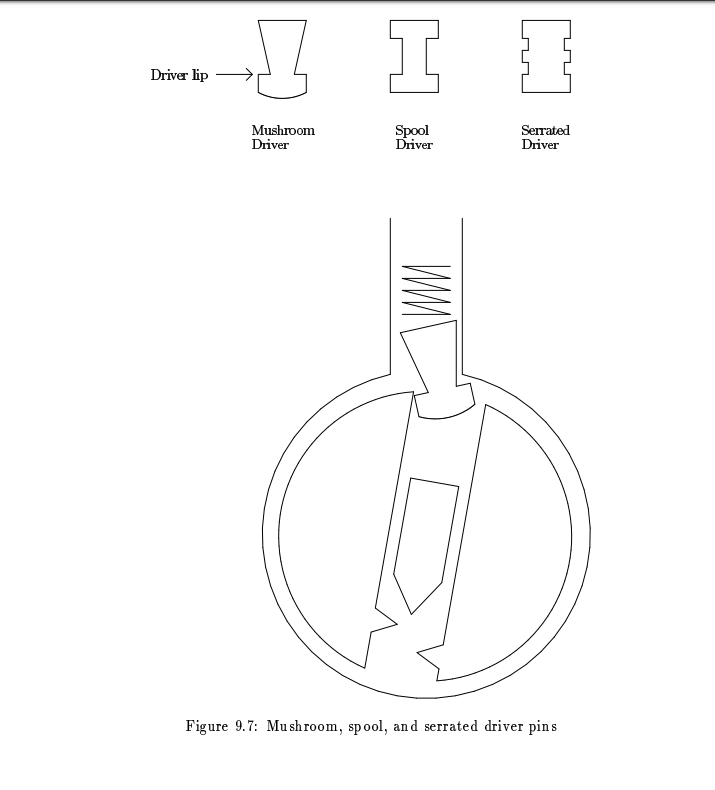 Driver lip
Mushroom
Driver
Spool
Driver
Serrated
Driver
Figure 9.7: Mushroom, spool, and serrated driver pins